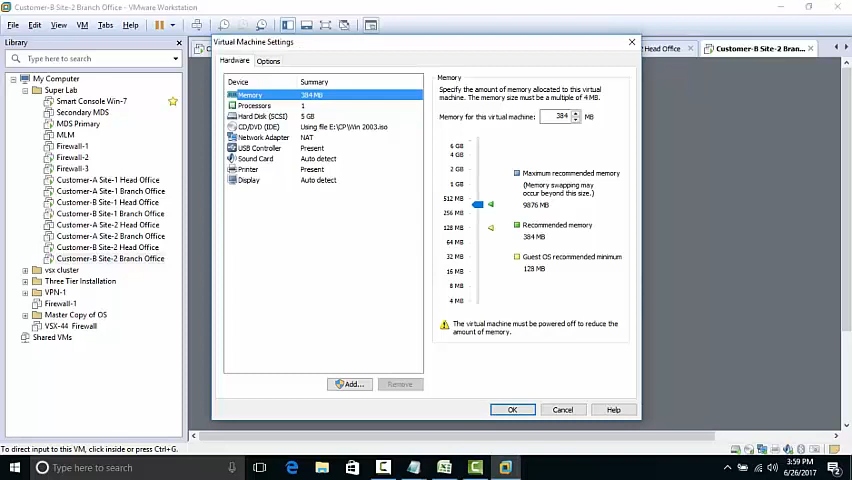 Customer-B Site-2 Branch Office - VMware Workstation
File Edit View VM Tabs Help
Library
Type here to search
My Computer
Super Lab
Smart Console Win-7
Secondary MDS
MDS Primary
MLM
Firewall-1
Firewall-2
Firewall-3
Customer-A Site-1 Head Office
Customer-A Site-1 Branch Office
Customer-B Site-1 Head Office
Customer-B Site-1 Branch Office
Customer-A Site-2 Head Office
Customer-A Site-2 Branch Office
Customer-B Site-2 Head Office
Customer-B Site-2 Branch Office
vsx cluster
Three Tier Installation
VPN-1
Firewall-1
Master Copy of OS
VSX-44 Firewall
Shared VMs
Head Office
Customer-B Site-2 Bran...
Virtual Machine Settings
Hardware Options
Device Summary
Memory 384 MB
Processors 1
Hard Disk (SCSI) 5 GB
CD/DVD (IDE) Using file E:\CP\Win 2003.iso
Network Adapter NAT
USB Controller Present
Sound Card Auto detect
Printer Present
Display Auto detect
Add... Remove
Memory
Specify the amount of memory allocated to this virtual
machine. The memory size must be a multiple of 4 MB.
Memory for this virtual machine: 384 MB
6 GB
4 GB
2 GB
1 GB
512 MB
256 MB
128 MB
64 MB
32 MB
16 MB
8 MB
4 MB
Maximum recommended memory
(Memory swapping may
occur beyond this size.)
9876 MB
Recommended memory
384 MB
Guest OS recommended minimum
128 MB
The virtual machine must be powered off to reduce the
amount of memory.
OK Cancel Help
To direct input to this VM, click inside or press Ctrl+G.
Type here to search
3:59 PM
6/26/2017